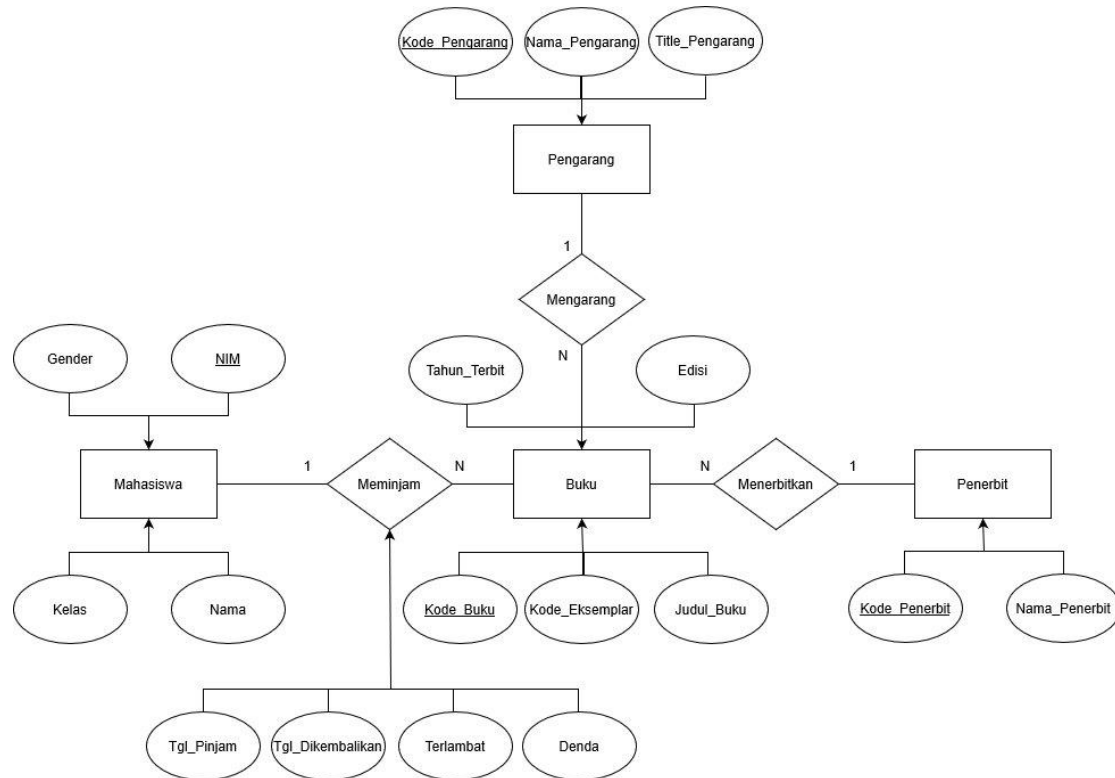 Kode_Pengarang
Nama_Pengarang
Title_Pengarang
Pengarang
1
Mengarang
N
Gender
NIM
Tahun_Terbit
Edisi
Mahasiswa
1
Meminjam
N
Buku
N
Menerbitkan
1
Penerbit
Kelas
Nama
Kode_Buku
Kode_Eksemplar
Judul_Buku
Kode_Penerbit
Nama_Penerbit
Tgl_Pinjam
Tgl_Dikembalikan
Terlambat
Denda